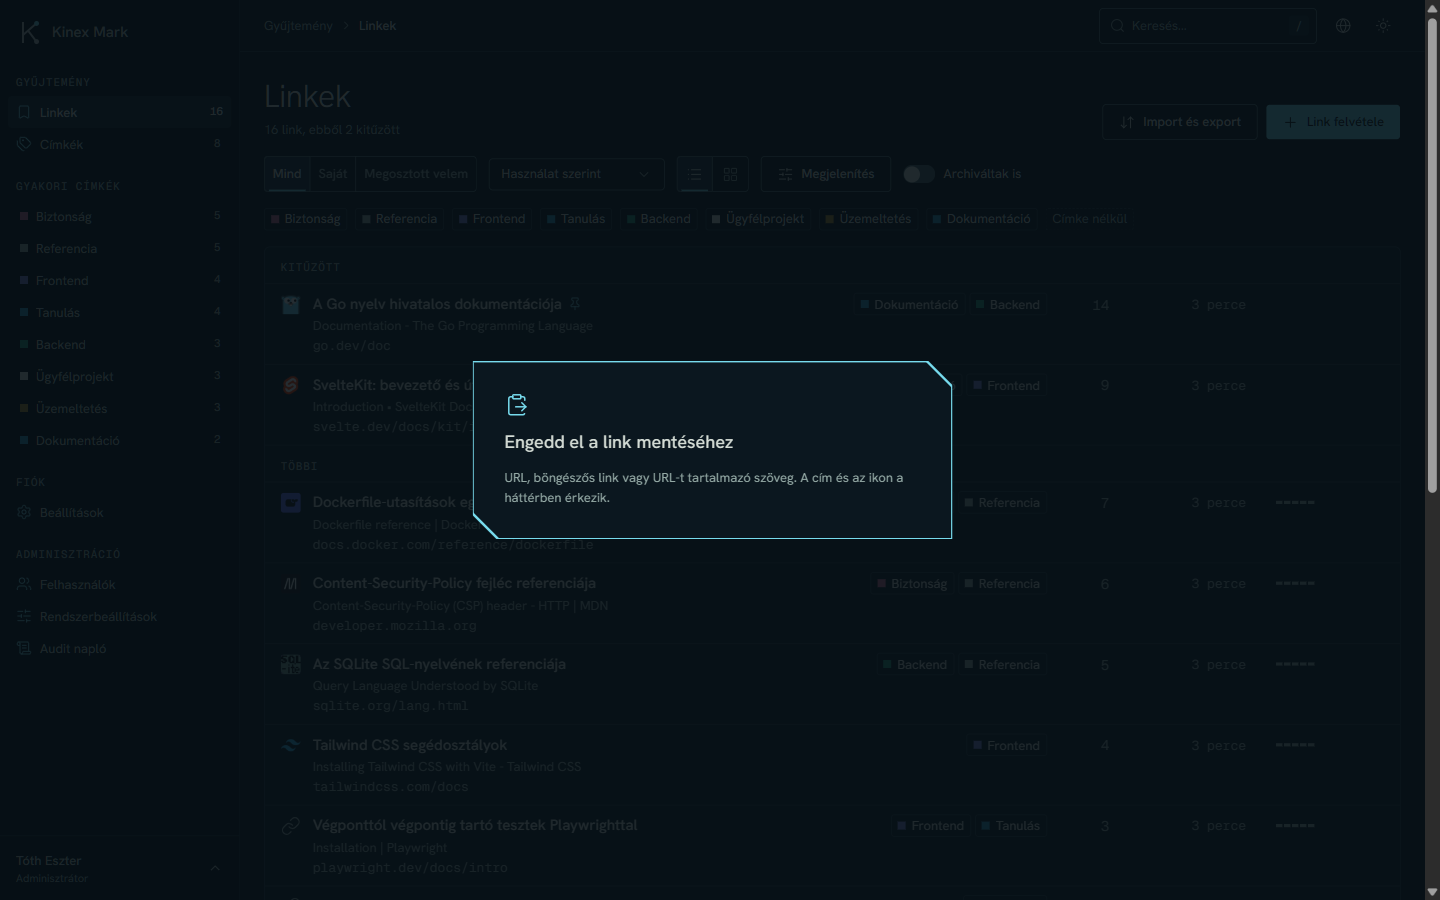 Kinex Mark
Gyűjtemény > Linkek
Keresés... /
GYŰJTEMÉNY
Linkek 16
Címkék 8
GYAKORI CÍMKÉK
Biztonság 5
Referencia 5
Frontend 4
Tanulás 4
Backend 3
Ügyfélprojekt 3
Üzemeltetés 3
Dokumentáció 2
FIÓK
Beállítások
ADMINISZTRÁCIÓ
Felhasználók
Rendszerbeállítások
Audit napló
Tóth Eszter
Adminisztrátor
Linkek
16 link, ebből 2 kitűzött
Import és export
Link felvétele
Mind Saját Megosztott velem
Használat szerint
Megjelenítés
Archiváltak is
Biztonság Referencia Frontend Tanulás Backend Ügyfélprojekt Üzemeltetés Dokumentáció Címke nélkül
KITŰZÖTT
A Go nyelv hivatalos dokumentációja Dokumentáció Backend 14 3 perce
Documentation - The Go Programming Language
go.dev/doc
SvelteKit: bevezető és Frontend 9 3 perce
Introduction • SvelteKit
svelte.dev/docs/kit/
Engedd el a link mentéséhez
URL, böngészős link vagy URL-t tartalmazó szöveg. A cím és az ikon a
háttérben érkezik.
TÖBBI
Dockerfile-utasítások Referencia 7 3 perce
Dockerfile reference |
docs.docker.com/reference/dockerfile
Content-Security-Policy fejléc referenciája Biztonság Referencia 6 3 perce
Content-Security-Policy (CSP) header - HTTP | MDN
developer.mozilla.org
Az SQLite SQL-nyelvének referenciája Backend Referencia 5 3 perce
Query Language Understood by SQLite
sqlite.org/lang.html
Tailwind CSS segédosztályok Frontend 4 3 perce
Installing Tailwind CSS with Vite - Tailwind CSS
tailwindcss.com/docs
Végponttól végpontig tartó tesztek Playwrighttal Frontend Tanulás 3 3 perce
Installation | Playwright
playwright.dev/docs/intro